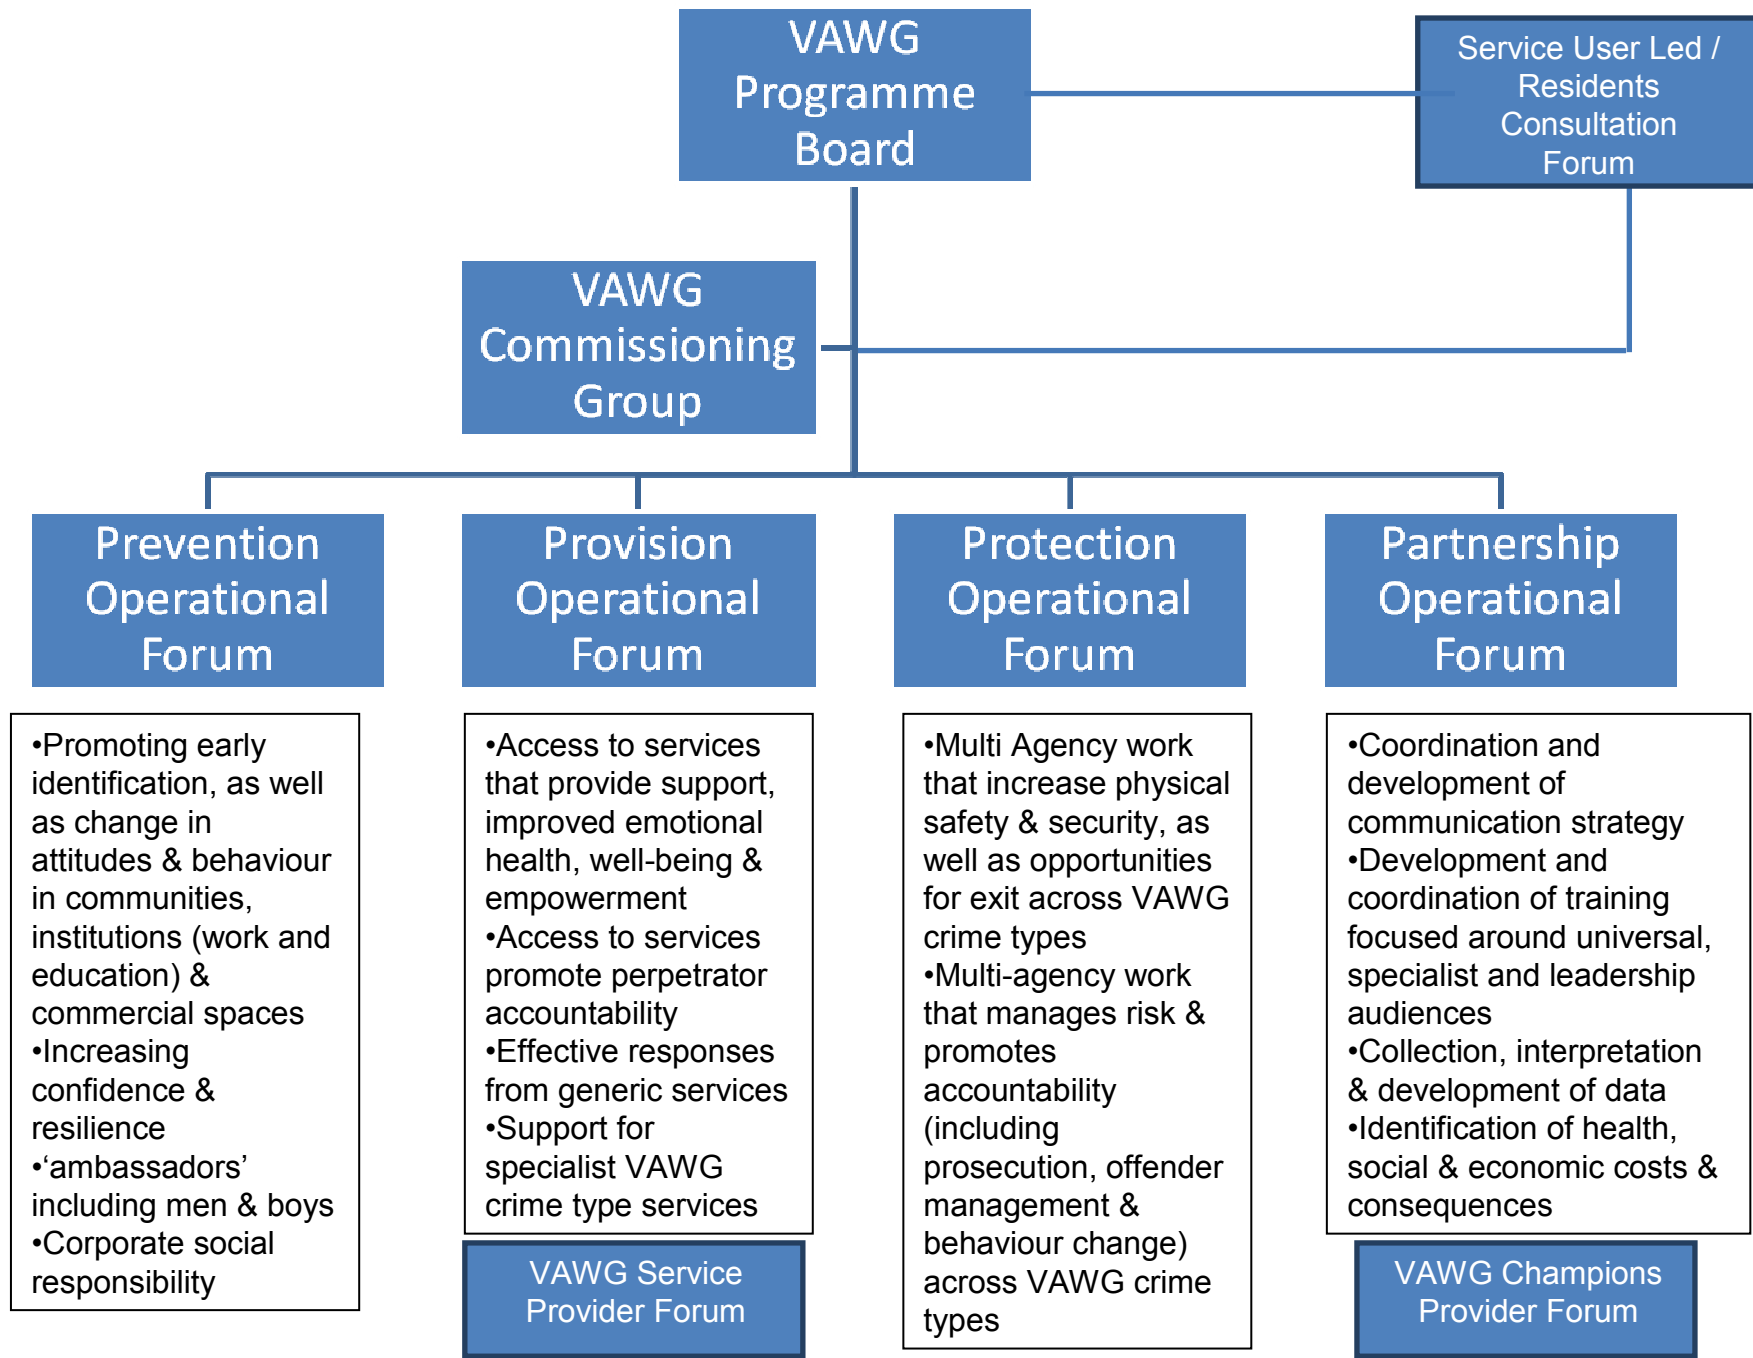 VAWG
Programme
Board
Service User Led /
Residents
Consultation
Forum
VAWG
Commissioning
Group
Prevention
Operational
Forum
Provision
Operational
Forum
Protection
Operational
Forum
Partnership
Operational
Forum
•Promoting early
identification, as well
as change in
attitudes & behaviour
in communities,
institutions (work and
education) &
commercial spaces
•Increasing
confidence &
resilience
•‘ambassadors’
including men & boys
•Corporate social
responsibility
•Access to services
that provide support,
improved emotional
health, well-being &
empowerment
•Access to services
promote perpetrator
accountability
•Effective responses
from generic services
•Support for
specialist VAWG
crime type services
VAWG Service
Provider Forum
•Multi Agency work
that increase physical
safety & security, as
well as opportunities
for exit across VAWG
crime types
•Multi-agency work
that manages risk &
promotes
accountability
(including
prosecution, offender
management &
behaviour change)
across VAWG crime
types
•Coordination and
development of
communication strategy
•Development and
coordination of training
focused around universal,
specialist and leadership
audiences
•Collection, interpretation
& development of data
•Identification of health,
social & economic costs &
consequences
VAWG Champions
Provider Forum